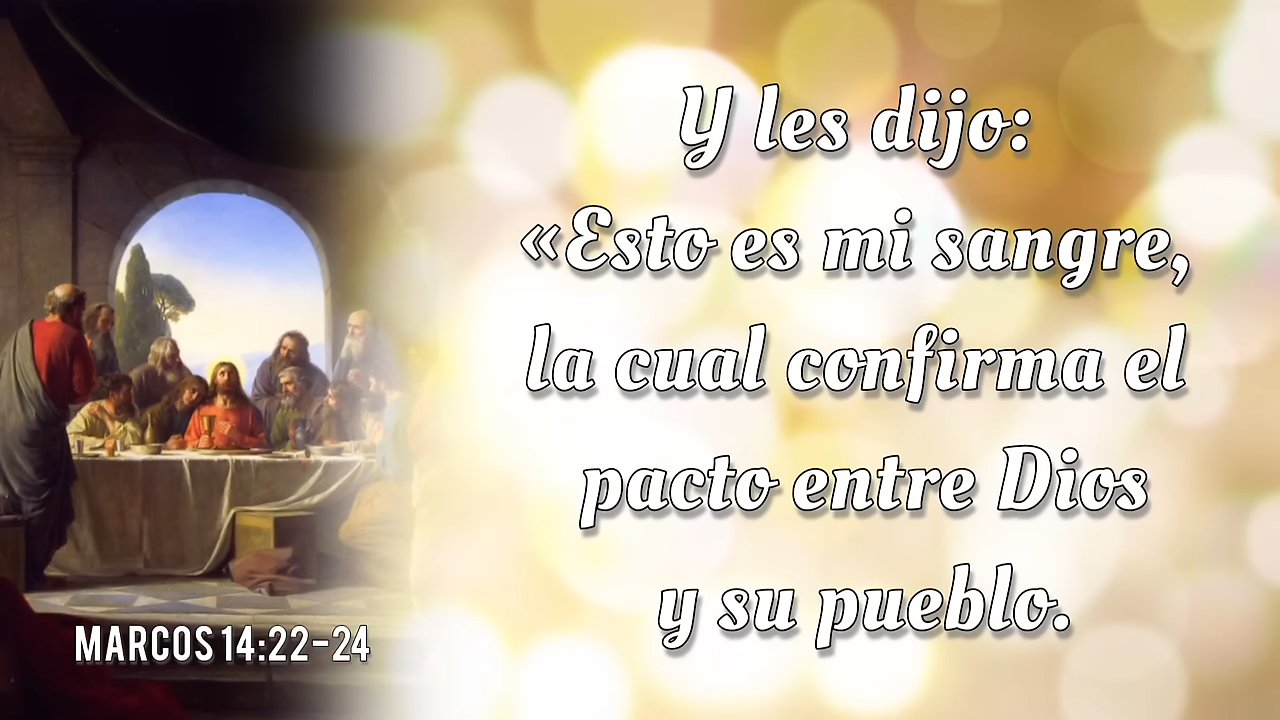 Y les dijo:
«Esto es mi sangre,
la cual confirma el
pacto entre Dios
y su pueblo.
MARCOS 14:22-24